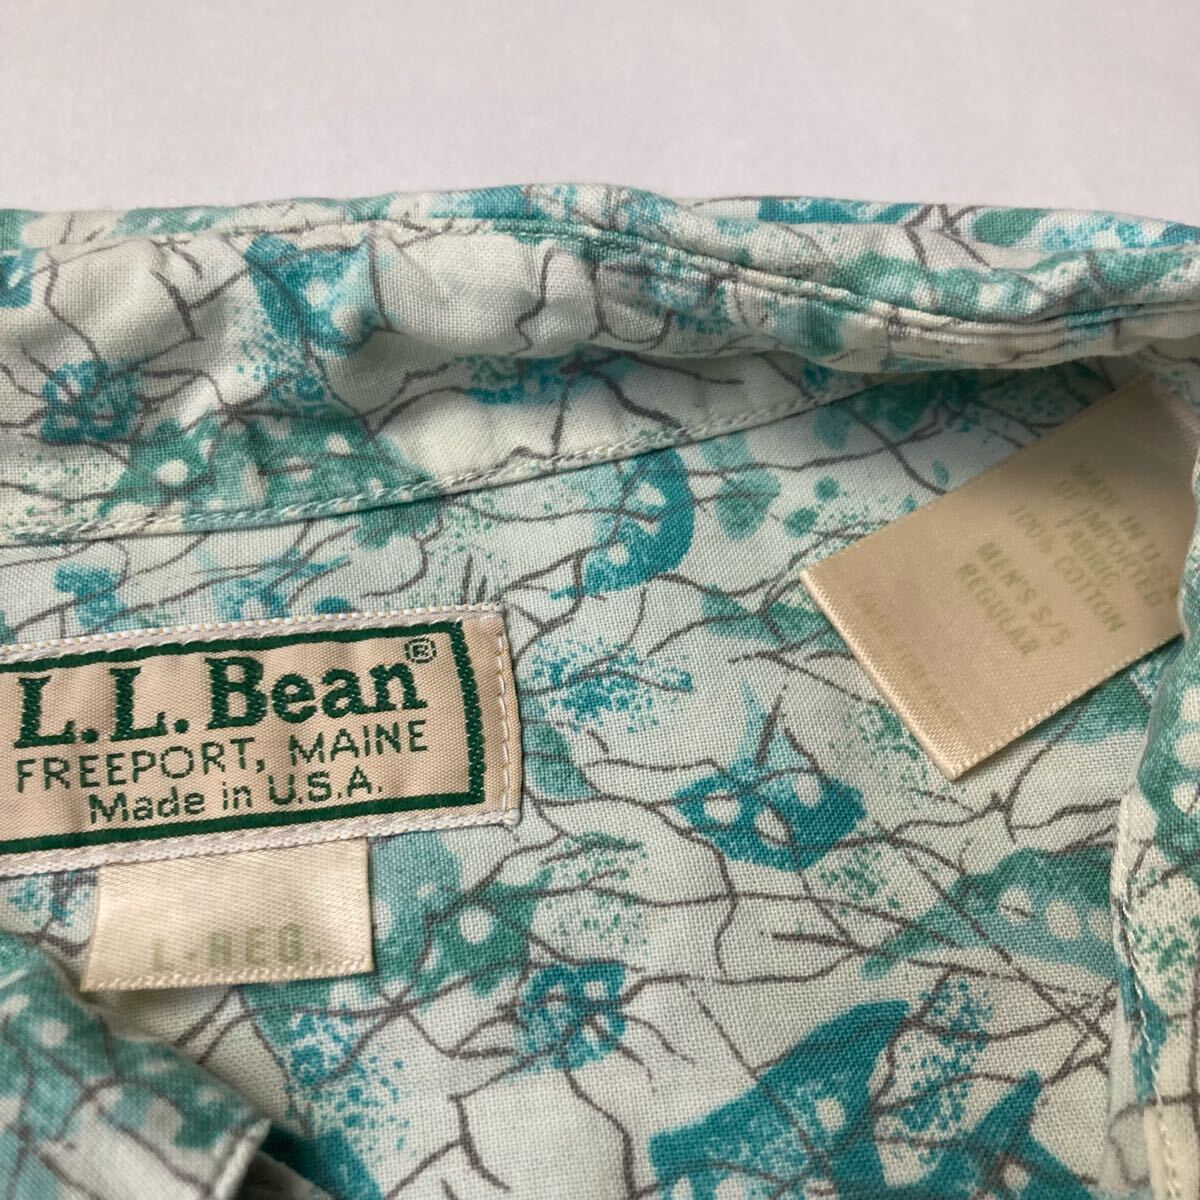 L.L.Bean®
FREEPORT, MAINE
Made in U.S.A.
L-REG.
MADE IN U.S.A
OF IMPORTED
FABRIC
100% COTTON
MEN'S S/S
REGULAR